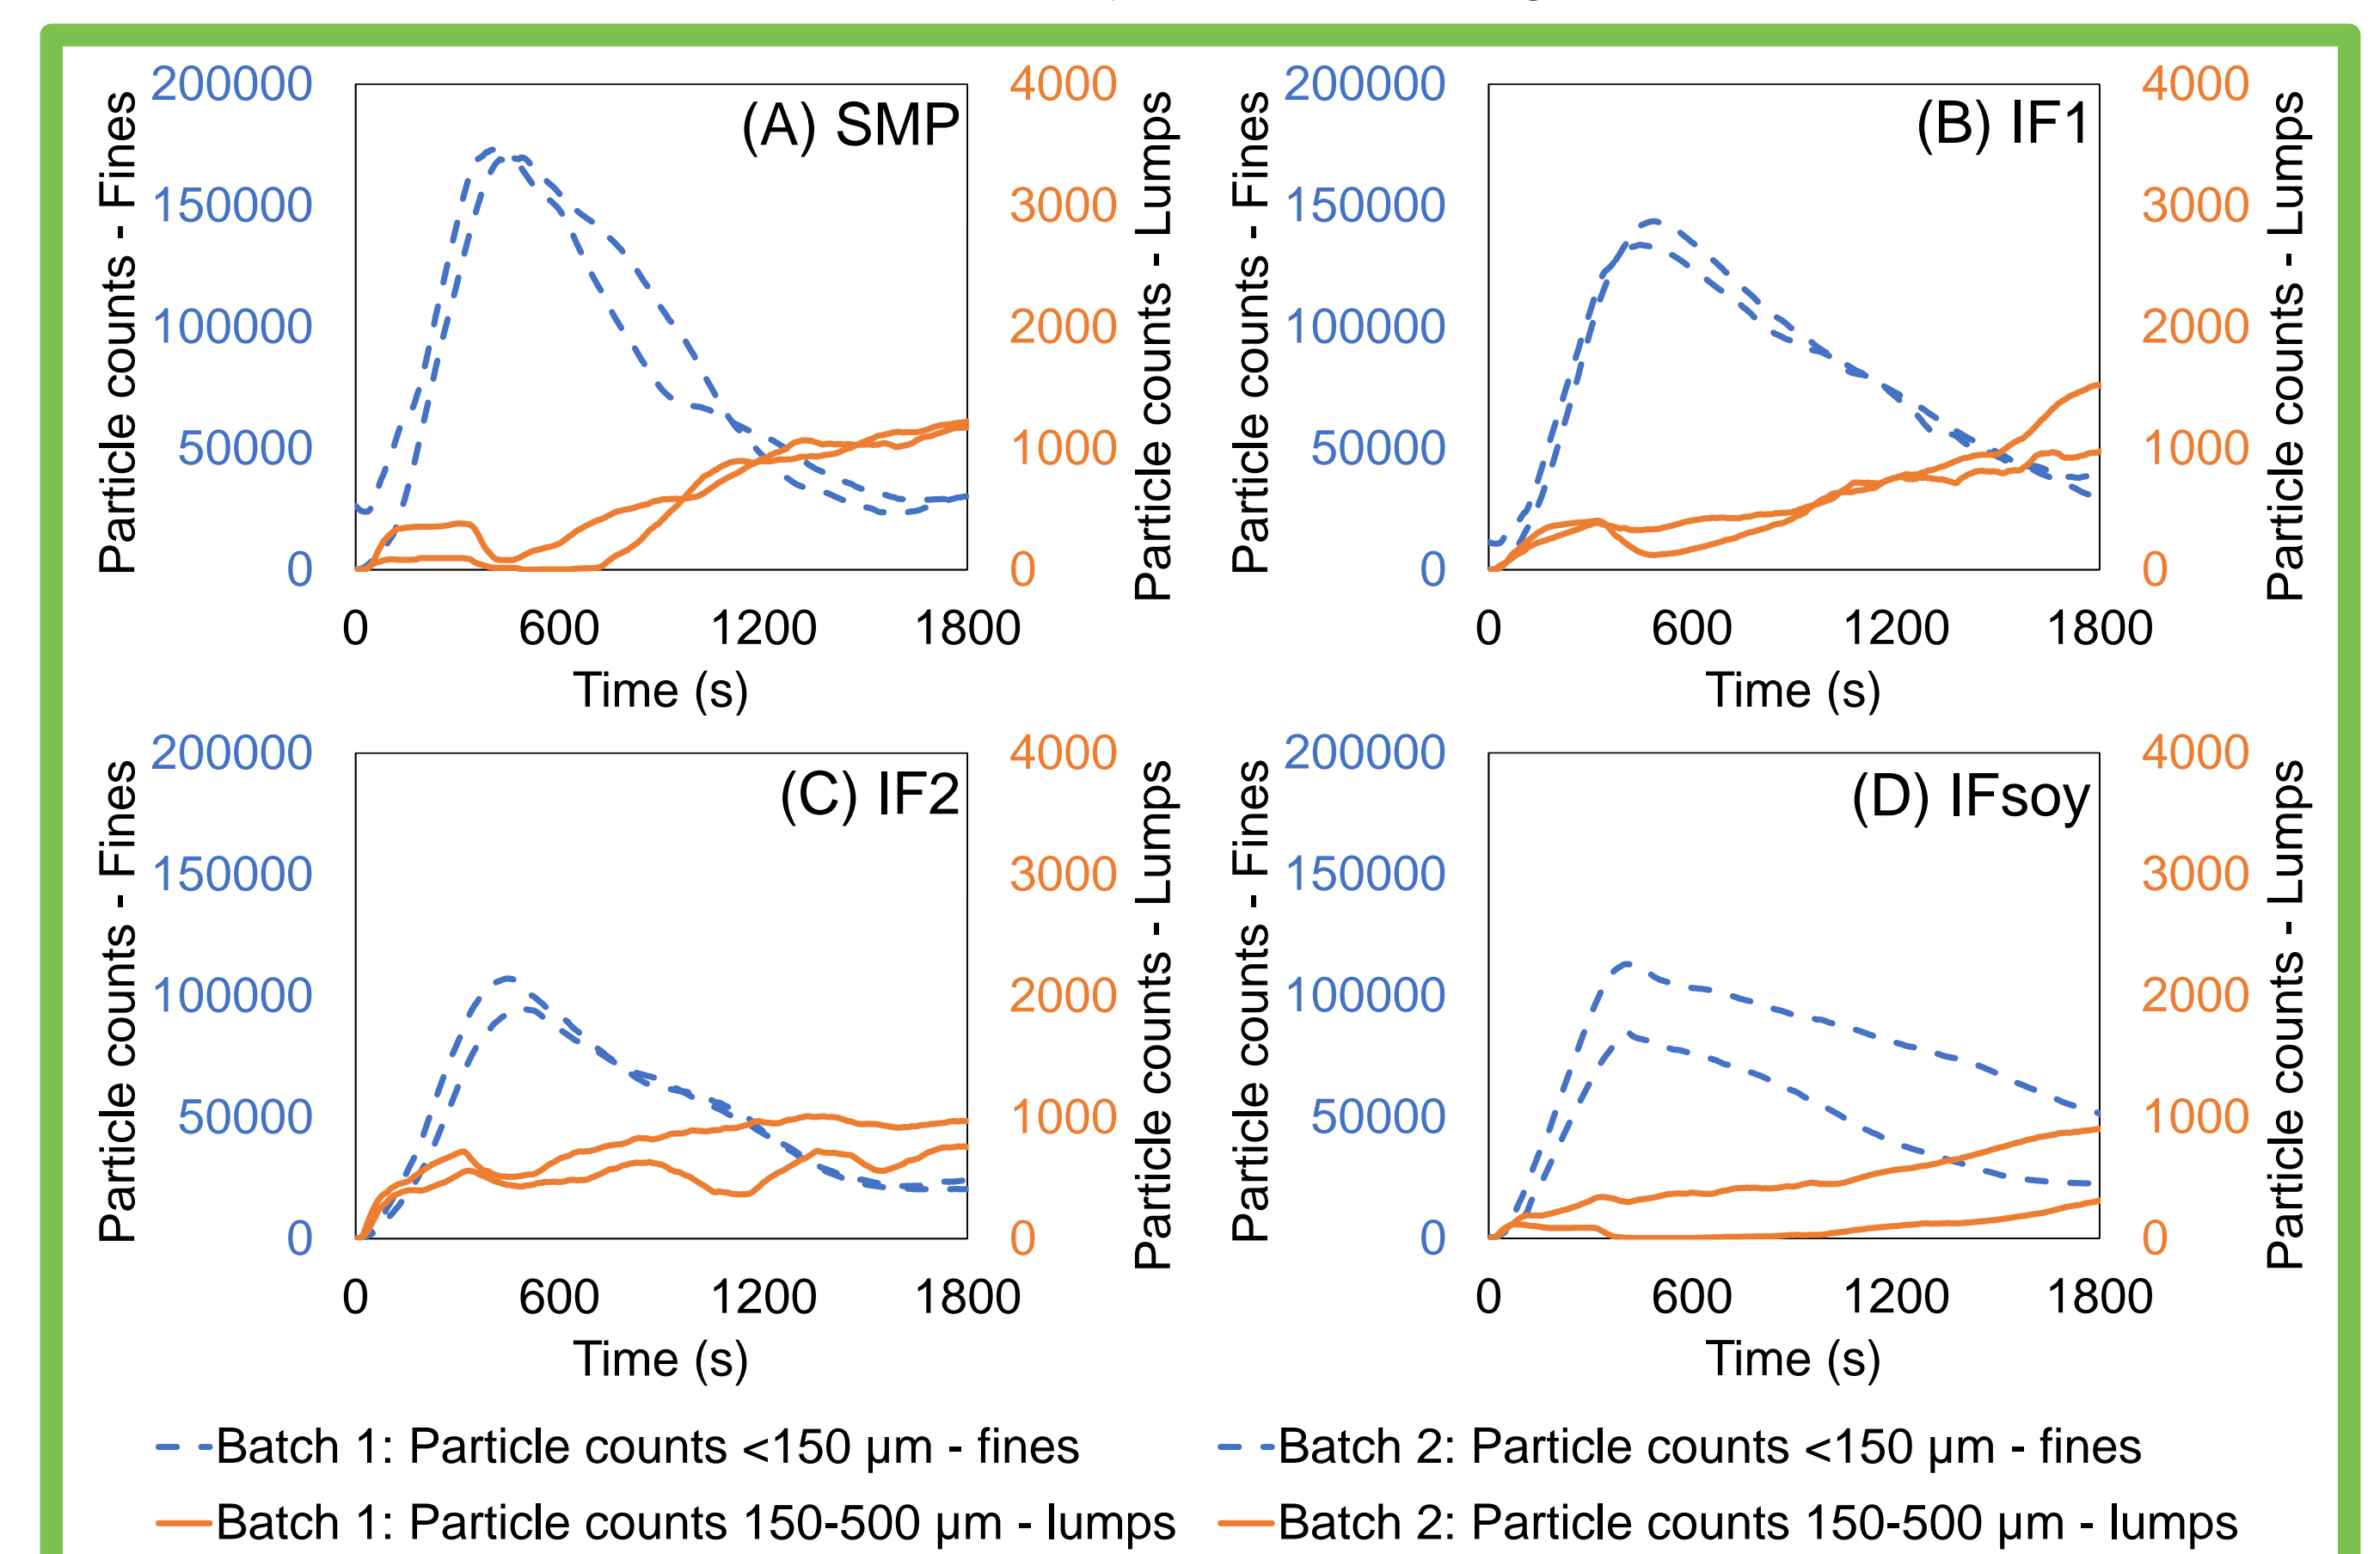 (A) SMP
Particle counts - Fines
200000
150000
100000
50000
0
Particle counts - Lumps
4000
3000
2000
1000
0
0 600 1200 1800
Time (s)
(B) IF1
Particle counts - Fines
200000
150000
100000
50000
0
Particle counts - Lumps
4000
3000
2000
1000
0
0 600 1200 1800
Time (s)
(C) IF2
Particle counts - Fines
200000
150000
100000
50000
0
Particle counts - Lumps
4000
3000
2000
1000
0
0 600 1200 1800
Time (s)
(D) IFsoy
Particle counts - Fines
200000
150000
100000
50000
0
Particle counts - Lumps
4000
3000
2000
1000
0
0 600 1200 1800
Time (s)
Batch 1: Particle counts <150 µm - fines
Batch 2: Particle counts <150 µm - fines
Batch 1: Particle counts 150-500 µm - lumps
Batch 2: Particle counts 150-500 µm - lumps